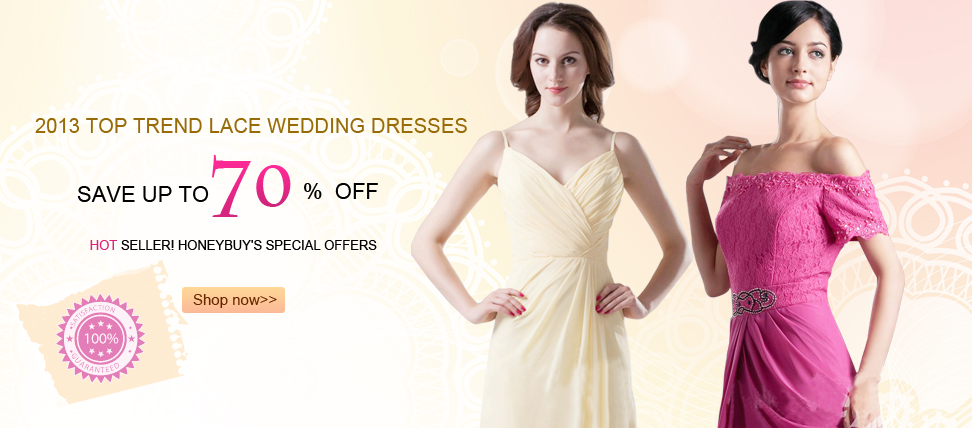 2013 TOP TREND LACE WEDDING DRESSES
SAVE UP TO 70 % OFF
HOT SELLER! HONEYBUY'S SPECIAL OFFERS
Shop now>>
SATISFACTION
100%
GUARANTEED